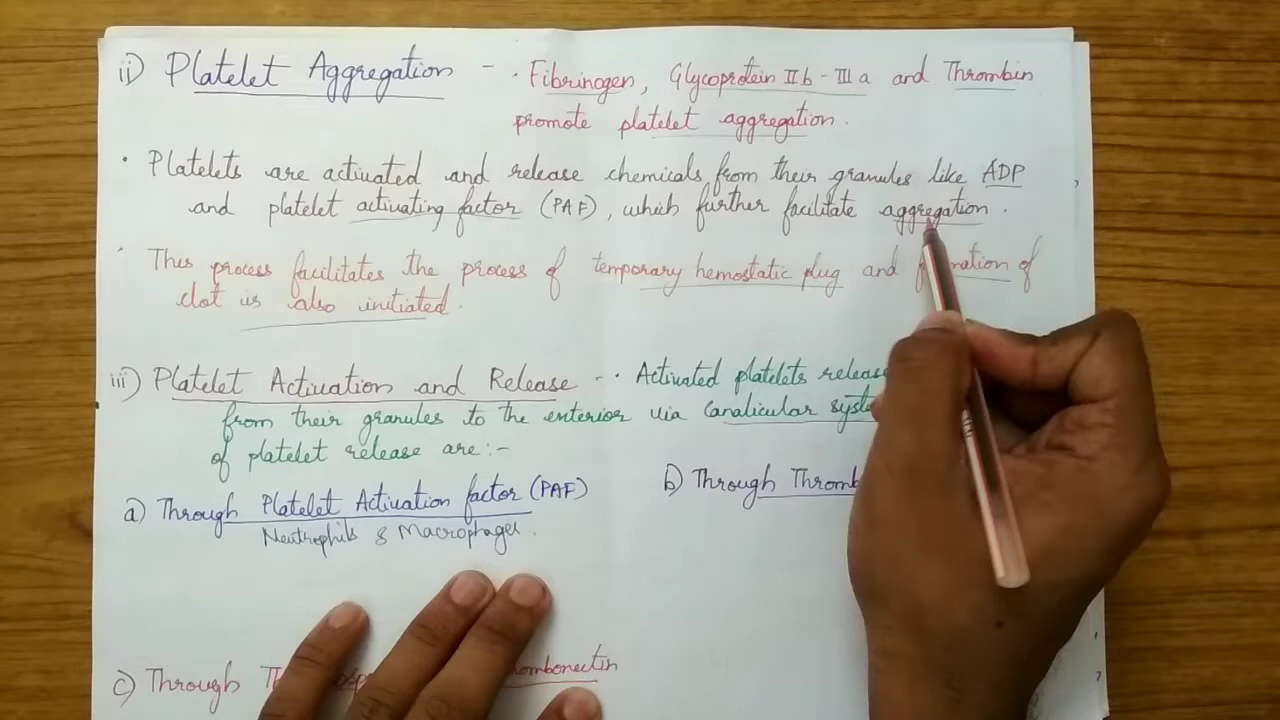 ii) Platelet Aggregation - · Fibrinogen, Glycoprotein IIb - IIIa and Thrombin
promote platelet aggregation.
· Platelets are activated and release chemicals from their granules like ADP
and platelet activating factor (PAF), which further facilitate aggregation.
· This process facilitates the process of temporary hemostatic plug and of
clot is also initiated.
iii) Platelet Activation and Release - · Activated platelets release
from their granules to the exterior via Canalicular
of platelet release are:-
a) Through Platelet Activation factor (PAF) b) Through
Neutrophils & Macrophages.
c) Through